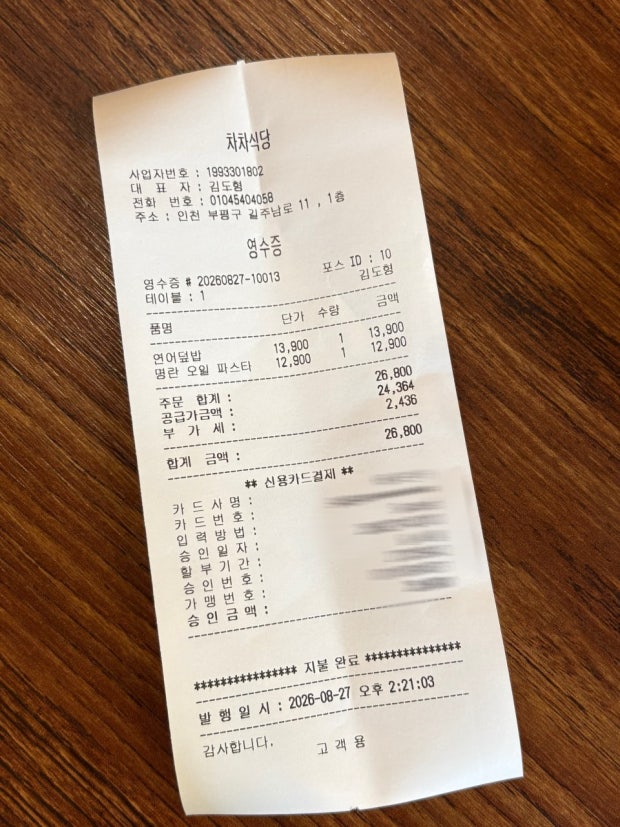 차차식당
사업자번호 : 1993301802
대 표 자 : 김도형
전화 번호 : 01045404058
주소 : 인천 부평구 길주남로 11 , 1층
영수증
영수증 # 20260827-10013 포스 ID : 10
테이블 : 1 김도형
품명 단가 수량 금액
연어덮밥 13,900 1 13,900
명란 오일 파스타 12,900 1 12,900
주문 합계 : 26,800
공급가금액 : 24,364
부 가 세 : 2,436
합계 금액 : 26,800
** 신용카드결제 **
카 드 사 명 :
카 드 번 호 :
입 력 방 법 :
승 인 일 자 :
할 부 기 간 :
승 인 번 호 :
가 맹 번 호 :
승 인 금 액 :
**************** 지불 완료 ***************
발 행 일 시 : 2026-08-27 오후 2:21:03
감사합니다. 고 객 용